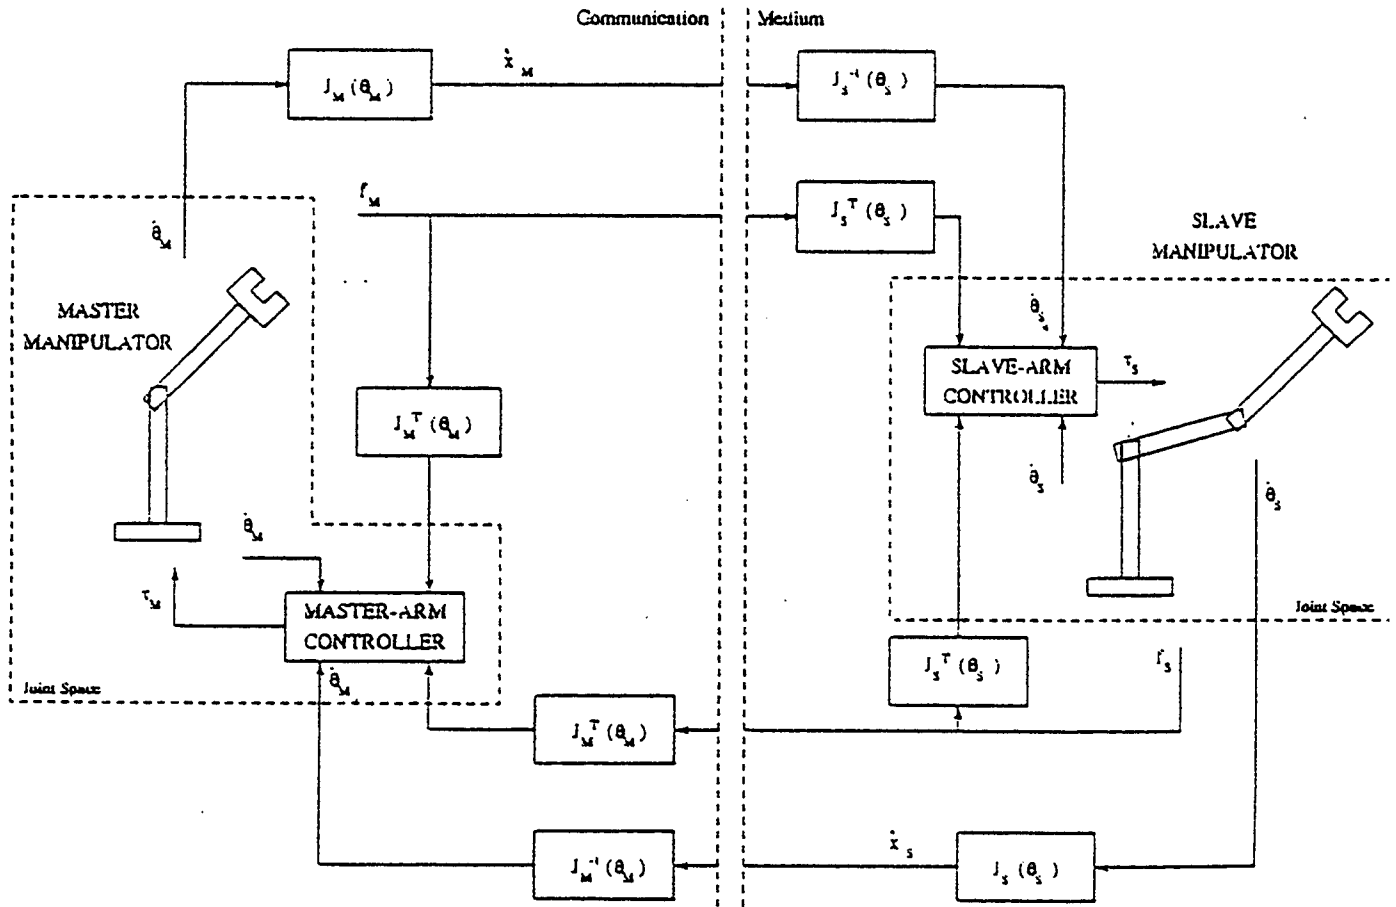 Communication
Medium
J_M(θ_M)
ẋ_M
J_S^-1(θ_S)
f_M
J_S^T(θ_S)
θ̇_M
SLAVE
MANIPULATOR
MASTER
MANIPULATOR
θ̇_S
SLAVE-ARM
CONTROLLER
τ_S
J_M^T(θ_M)
θ̇_S
θ̇_S
θ̇_M
τ_M
MASTER-ARM
CONTROLLER
Joint Space
J_S^T(θ_S)
f_S
Joint Space
θ̇_M
J_M^T(θ_M)
J_M^-1(θ_M)
ẋ_S
J_S(θ_S)